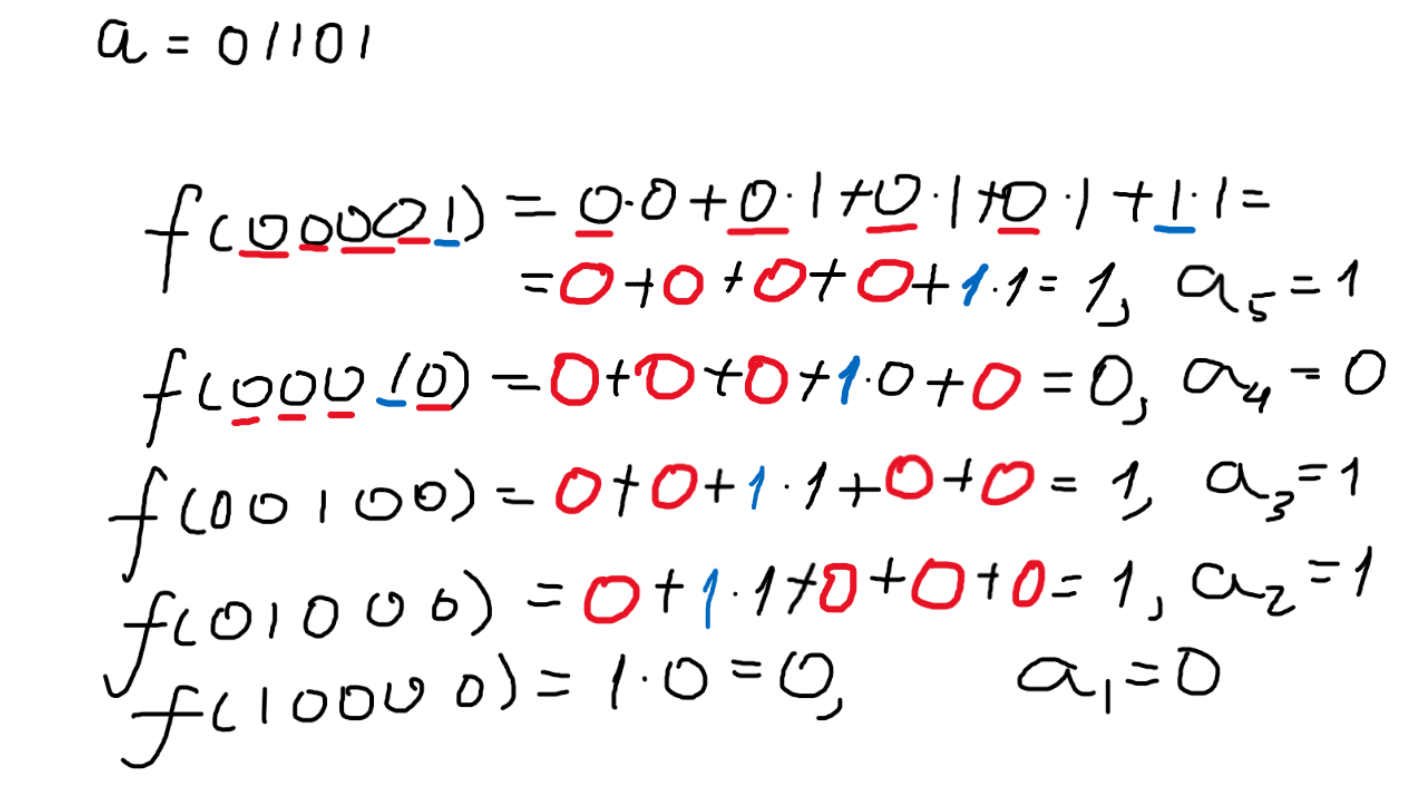 a = 01101
f(00001) = 0·0+0·1+0·1+0·1+1·1=
=0+0+0+0+1·1=1, a₅=1
f(00010) =0+0+0+1·0+0=0, a₄=0
f(00100)=0+0+1·1+0+0=1, a₃=1
f(01000)=0+1·1+0+0+0=1, a₂=1
f(10000)=1·0=0, a₁=0